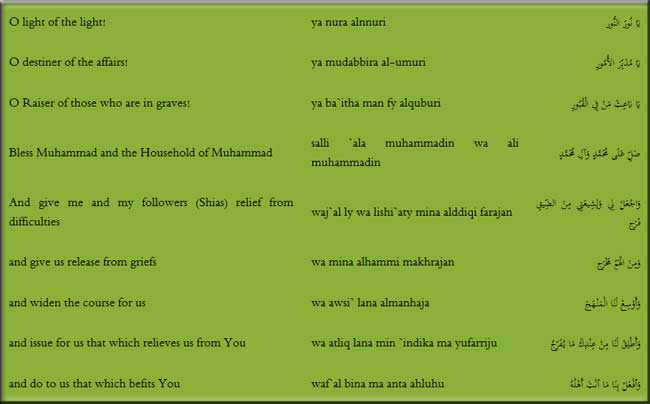 O light of the light! ya nura alnnuri يَا نُورَ النُّورِ
O destiner of the affairs! ya mudabbira al-umuri يَا مُدَبِّرَ الْأُمُورِ
O Raiser of those who are in graves! ya ba`itha man fy alquburi يَا بَاعِثَ مَنْ فِي الْقُبُورِ
Bless Muhammad and the Household of Muhammad salli `ala muhammadin wa ali صَلِّ عَلَى مُحَمَّدٍ وَآلِ مُحَمَّدٍ
muhammadin
And give me and my followers (Shias) relief from waj`al ly wa lishi`aty mina alddiqi farajan وَاجْعَلْ لِي وَلِشِيعَتِي مِنَ الضِّيقِ
difficulties فَرَج
and give us release from griefs wa mina alhammi makhrajan وَمِنَ الْهَمِّ مَخْرَج
and widen the course for us wa awsi` lana almanhaja وَأَوْسِعْ لَنَا الْمَنْهَجَ
and issue for us that which relieves us from You wa atliq lana min `indika ma yufarriju وَأَطْلِقْ لَنَا مِنْ عِنْدِكَ مَا يُفَرِّجُ
and do to us that which befits You waf`al bina ma anta ahluhu وَأَفْعَلْ بِنَا مَا أَنْتَ أَهْلُهُ